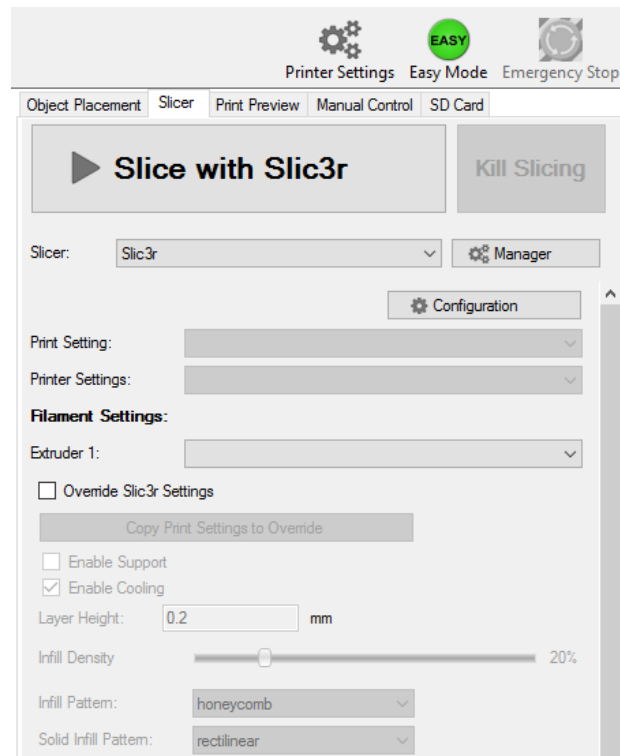 EASY
Printer Settings Easy Mode Emergency Stop
Object Placement Slicer Print Preview Manual Control SD Card
Slice with Slic3r Kill Slicing
Slicer: Slic3r Manager
Configuration
Print Setting:
Printer Settings:
Filament Settings:
Extruder 1:
Override Slic3r Settings
Copy Print Settings to Override
Enable Support
Enable Cooling
Layer Height: 0.2 mm
Infill Density 20%
Infill Pattern: honeycomb
Solid Infill Pattern: rectilinear